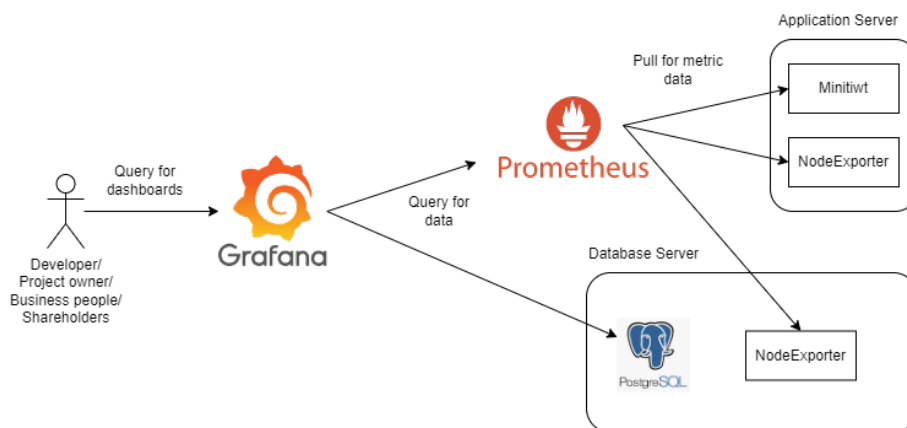 Application Server
Pull for metric
data
Minitiwt
Prometheus
NodeExporter
Query for
dashboards
Grafana
Query for
data
Developer/
Project owner/
Business people/
Shareholders
Database Server
PostgreSQL
NodeExporter